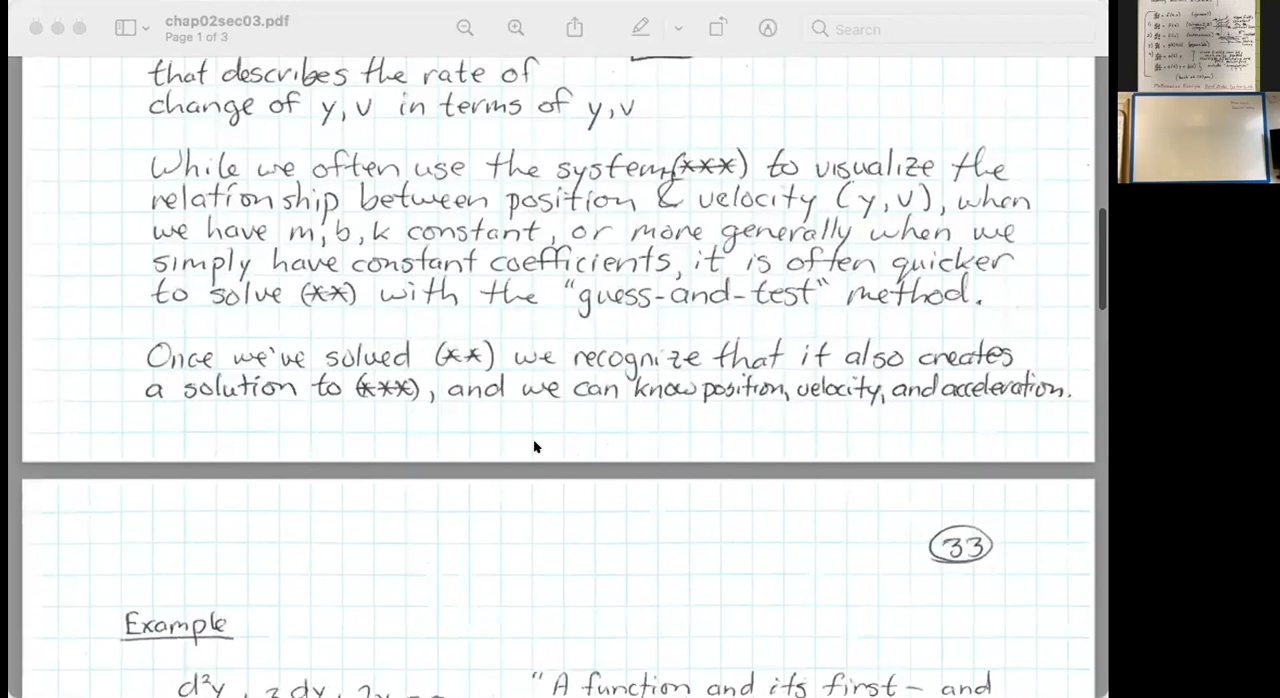 chap02sec03.pdf
Page 1 of 3
Search
that describes the rate of
change of y, v in terms of y, v
While we often use the system (***) to visualize the
relationship between position & velocity (y, v), when
we have m, b, k constant, or more generally when we
simply have constant coefficients, it is often quicker
to solve (**) with the "guess-and-test" method.
Once we've solved (**) we recognize that it also creates
a solution to (***), and we can know position, velocity, and acceleration.
33
Example
"A function and its first- and